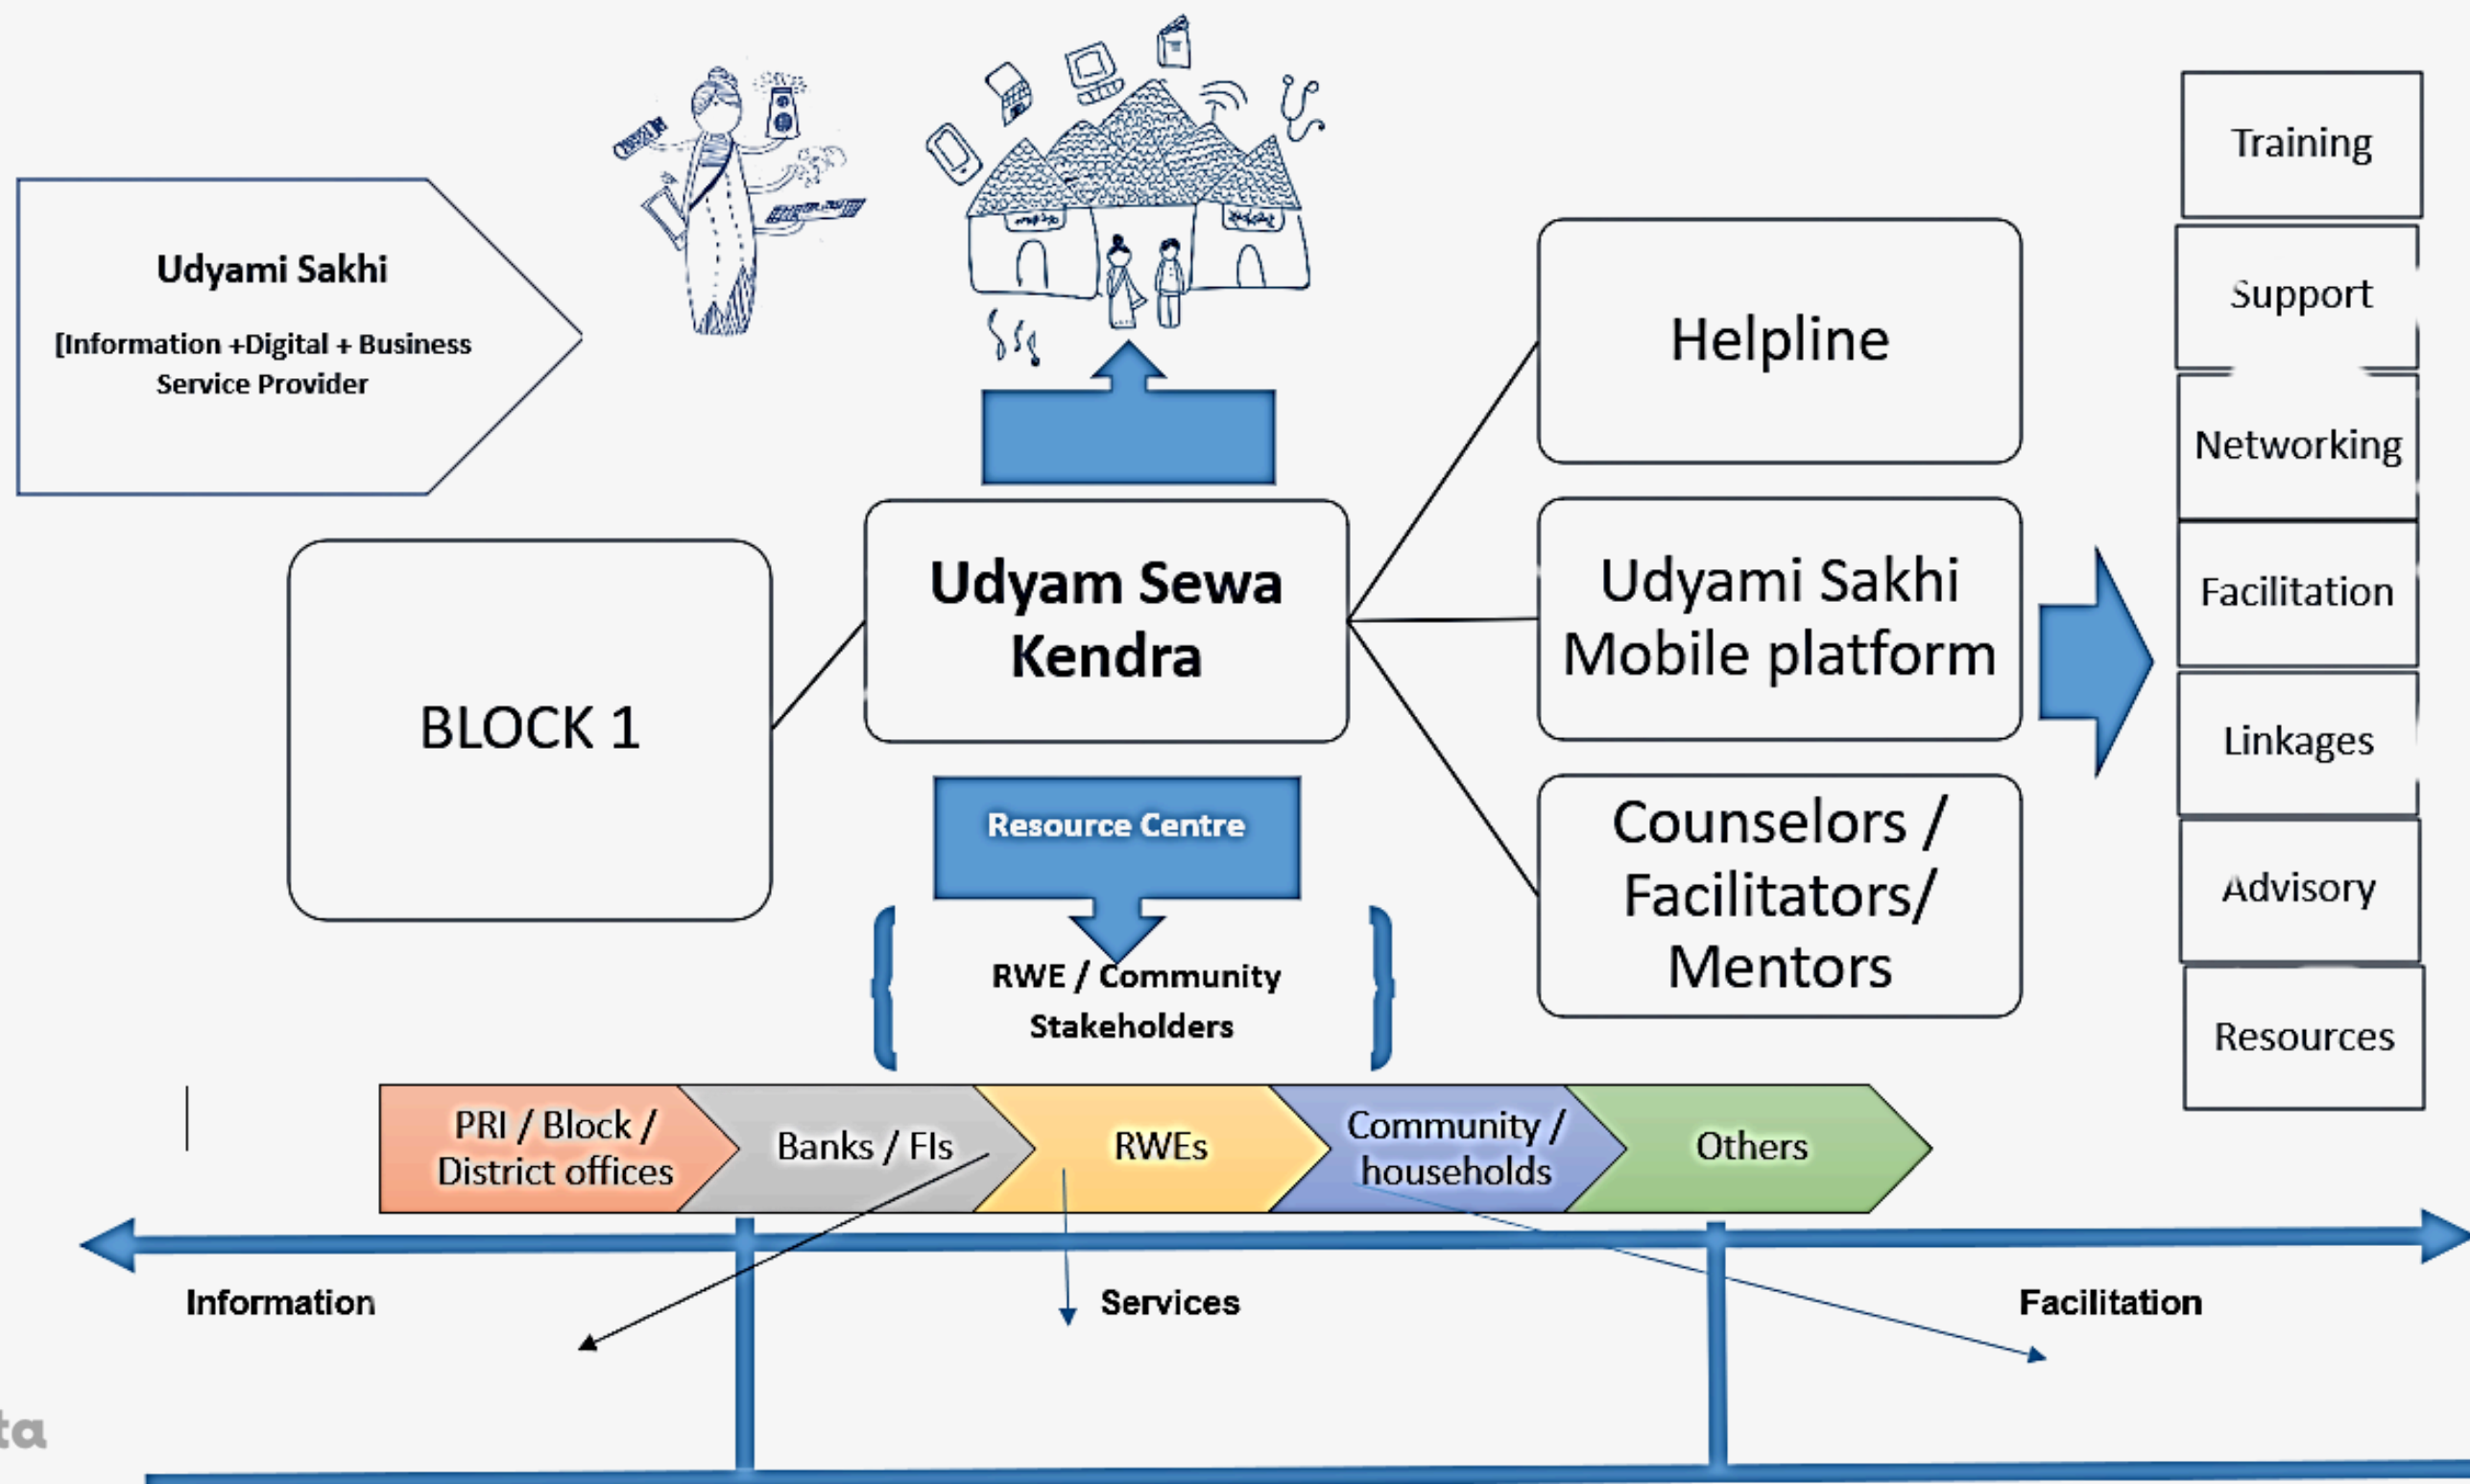 Udyami Sakhi
[Information +Digital + Business
Service Provider
BLOCK 1
Udyam Sewa
Kendra
Helpline
Udyami Sakhi
Mobile platform
Counselors /
Facilitators/
Mentors
Training
Support
Networking
Facilitation
Linkages
Advisory
Resources
Resource Centre
RWE / Community
Stakeholders
PRI / Block /
District offices
Banks / FIs
RWEs
Community /
households
Others
Information
Services
Facilitation